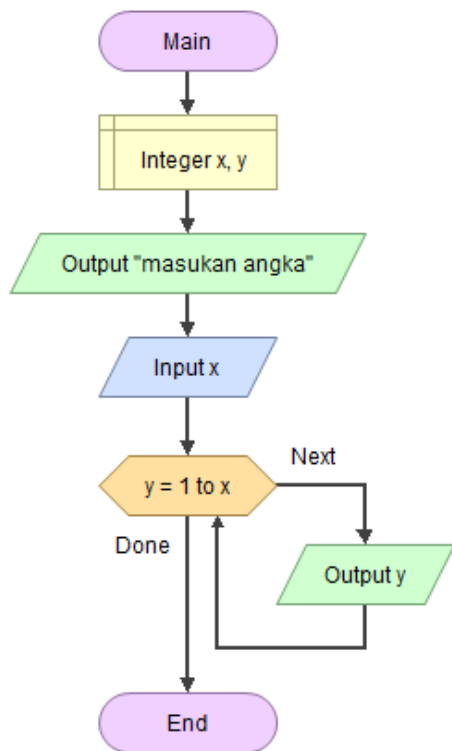 Main
Integer x, y
Output "masukan angka"
Input x
y = 1 to x
Next
Done
Output y
End